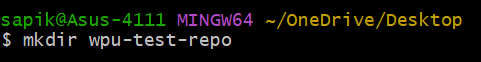 sapik@Asus-4111 MINGW64 ~/OneDrive/Desktop
$ mkdir wpu-test-repo